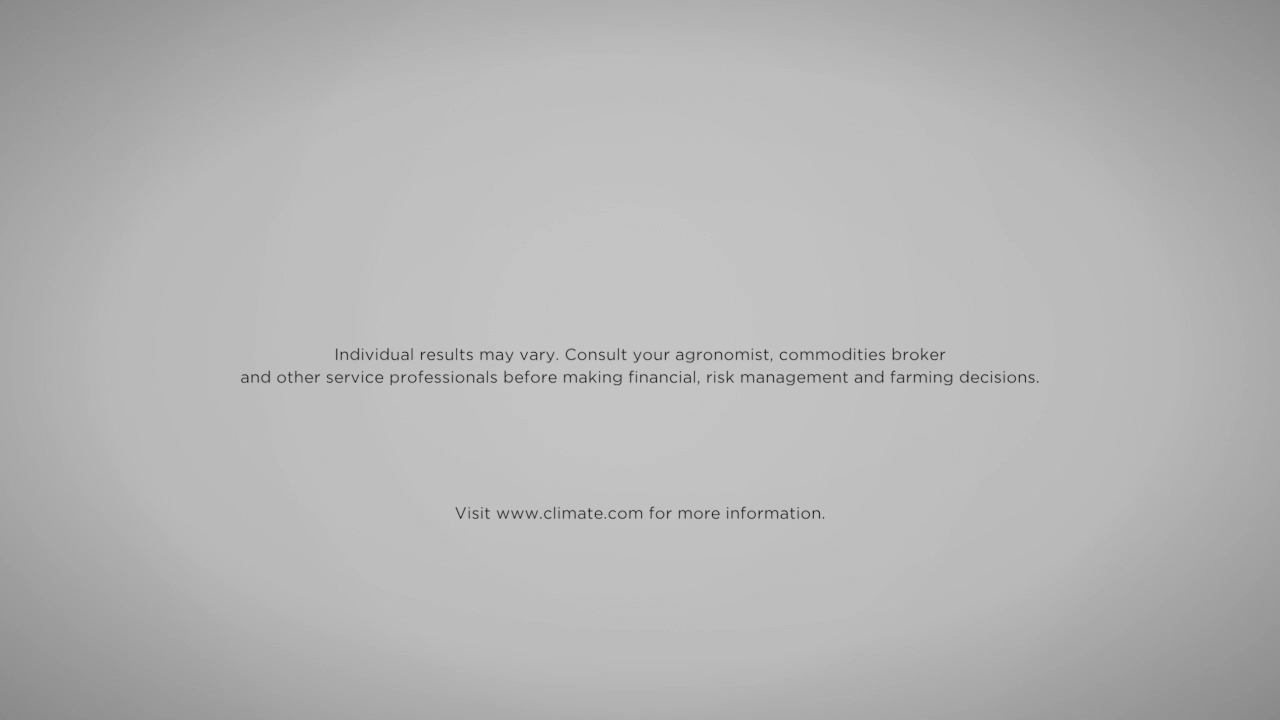 Individual results may vary. Consult your agronomist, commodities broker
and other service professionals before making financial, risk management and farming decisions.
Visit www.climate.com for more information.